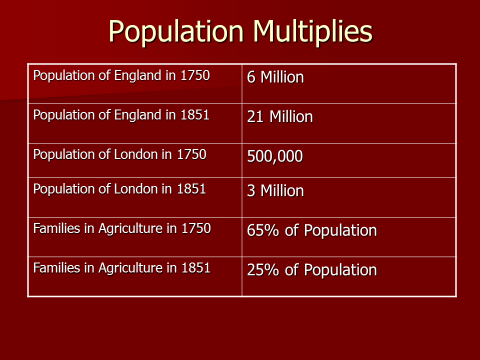 Population Multiplies
Population of England in 1750 6 Million
Population of England in 1851 21 Million
Population of London in 1750 500,000
Population of London in 1851 3 Million
Families in Agriculture in 1750 65% of Population
Families in Agriculture in 1851 25% of Population